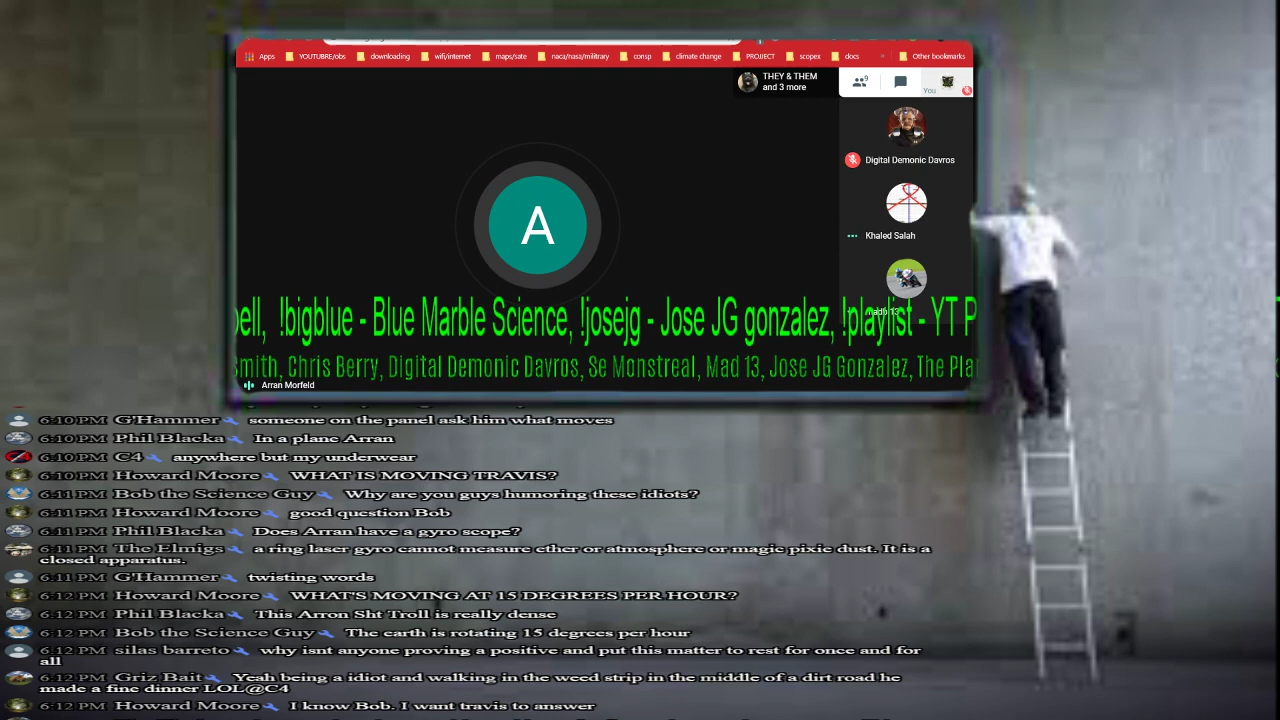 Apps YOUTUBRE/obs downloading wifi/internet maps/sate naca/nasa/militrary consp climate change PROJJECT scopex docs Other bookmarks
THEY & THEM
and 3 more
9
You
Digital Demonic Davros
Khaled Salah
A
bell, !bigblue - Blue Marble Science, !josejg - Jose JG gonzalez, !playlist - YT P
Smith, Chris Berry, Digital Demonic Davros, Se Monstreal, Mad 13, Jose JG Gonzalez, The Pla
Arran Morfeld
6:10 PM G'Hammer someone on the panel ask him what moves
6:10 PM Phil Blacka In a plane Arran
6:10 PM C4 anywhere but my underwear
6:10 PM Howard Moore WHAT IS MOVING TRAVIS?
6:11 PM Bob the Science Guy Why are you guys humoring these idiots?
6:11 PM Howard Moore good question Bob
6:11 PM Phil Blacka Does Arran have a gyro scope?
6:11 PM The Elmigs a ring laser gyro cannot measure ether or atmosphere or magic pixie dust. It is a
closed apparatus.
6:11 PM G'Hammer twisting words
6:12 PM Howard Moore WHAT'S MOVING AT 15 DEGREES PER HOUR?
6:12 PM Phil Blacka This Arron Sht Troll is really dense
6:12 PM Bob the Science Guy The earth is rotating 15 degrees per hour
6:12 PM silas barreto why isnt anyone proving a positive and put this matter to rest for once and for
all
6:12 PM Griz Bait Yeah being a idiot and walking in the weed strip in the middle of a dirt road he
made a fine dinner LOL@C4
6:12 PM Howard Moore I know Bob. I want travis to answer